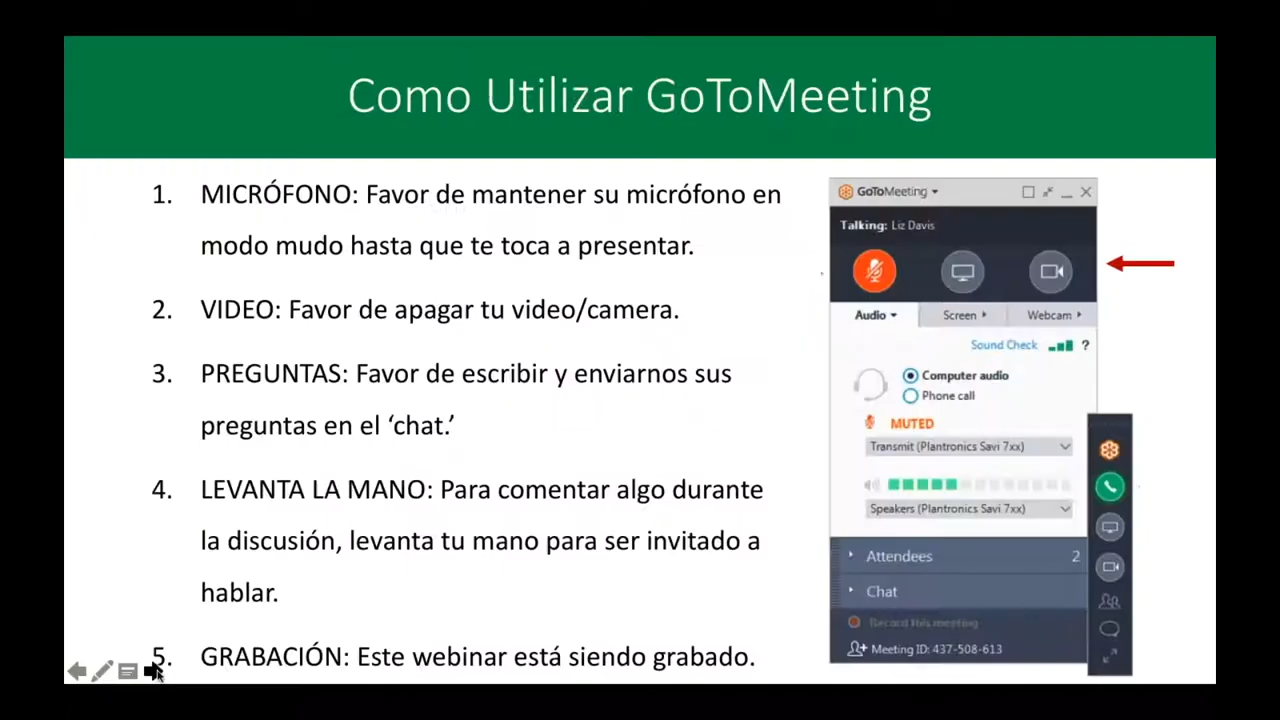 Como Utilizar GoToMeeting
1. MICRÓFONO: Favor de mantener su micrófono en
modo mudo hasta que te toca a presentar.
2. VIDEO: Favor de apagar tu video/camera.
3. PREGUNTAS: Favor de escribir y enviarnos sus
preguntas en el ‘chat.’
4. LEVANTA LA MANO: Para comentar algo durante
la discusión, levanta tu mano para ser invitado a
hablar.
5. GRABACIÓN: Este webinar está siendo grabado.
GoToMeeting
Talking: Liz Davis
Audio Screen Webcam
Sound Check ?
Computer audio
Phone call
MUTED
Transmit (Plantronics Savi 7xx)
Speakers (Plantronics Savi 7xx)
Attendees 2
Chat
Record this meeting
Meeting ID: 437-508-613